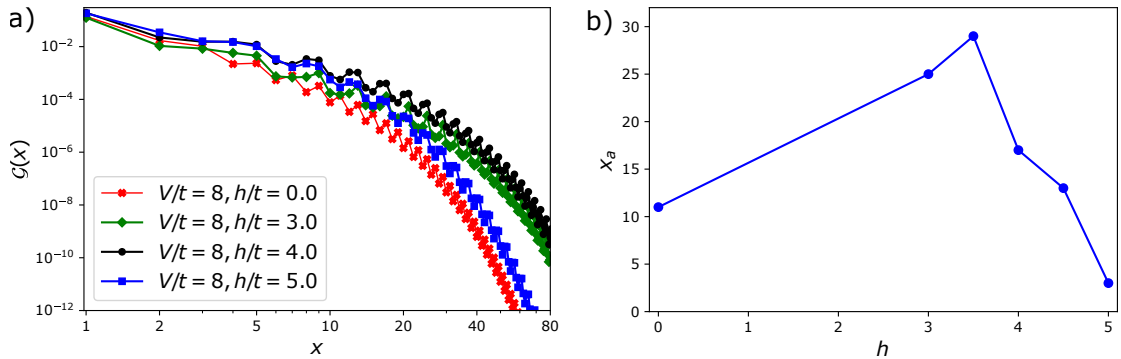 a)
𝒢(x)
10⁻²
10⁻⁴
10⁻⁶
10⁻⁸
10⁻¹⁰
10⁻¹²
V/t = 8, h/t = 0.0
V/t = 8, h/t = 3.0
V/t = 8, h/t = 4.0
V/t = 8, h/t = 5.0
1 2 5 10 20 40 80
x
b)
xₐ
30
25
20
15
10
5
0
0 1 2 3 4 5
h